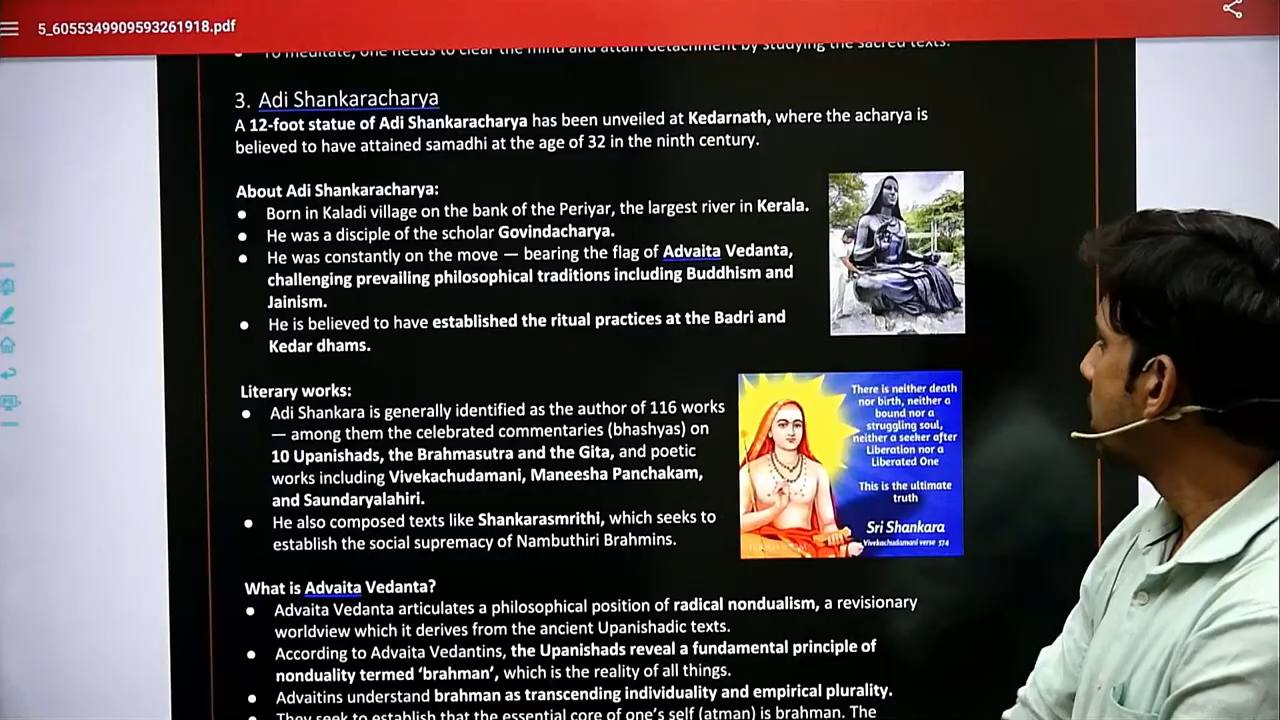 5_6055349909593261918.pdf
To meditate, one needs to clear the mind and attain detachment by studying the sacred texts.
3. Adi Shankaracharya
A 12-foot statue of Adi Shankaracharya has been unveiled at Kedarnath, where the acharya is
believed to have attained samadhi at the age of 32 in the ninth century.
About Adi Shankaracharya:
● Born in Kaladi village on the bank of the Periyar, the largest river in Kerala.
● He was a disciple of the scholar Govindacharya.
● He was constantly on the move — bearing the flag of Advaita Vedanta,
challenging prevailing philosophical traditions including Buddhism and
Jainism.
● He is believed to have established the ritual practices at the Badri and
Kedar dhams.
Literary works:
● Adi Shankara is generally identified as the author of 116 works
— among them the celebrated commentaries (bhashyas) on
10 Upanishads, the Brahmasutra and the Gita, and poetic
works including Vivekachudamani, Maneesha Panchakam,
and Saundaryalahiri.
● He also composed texts like Shankarasmrithi, which seeks to
establish the social supremacy of Nambuthiri Brahmins.
There is neither death
nor birth, neither a
bound nor a
struggling soul,
neither a seeker after
Liberation nor a
Liberated One
This is the ultimate
truth
Sri Shankara
Vivekachudamani verse 574
What is Advaita Vedanta?
● Advaita Vedanta articulates a philosophical position of radical nondualism, a revisionary
worldview which it derives from the ancient Upanishadic texts.
● According to Advaita Vedantins, the Upanishads reveal a fundamental principle of
nonduality termed ‘brahman’, which is the reality of all things.
● Advaitins understand brahman as transcending individuality and empirical plurality.
● They seek to establish that the essential core of one’s self (atman) is brahman. The